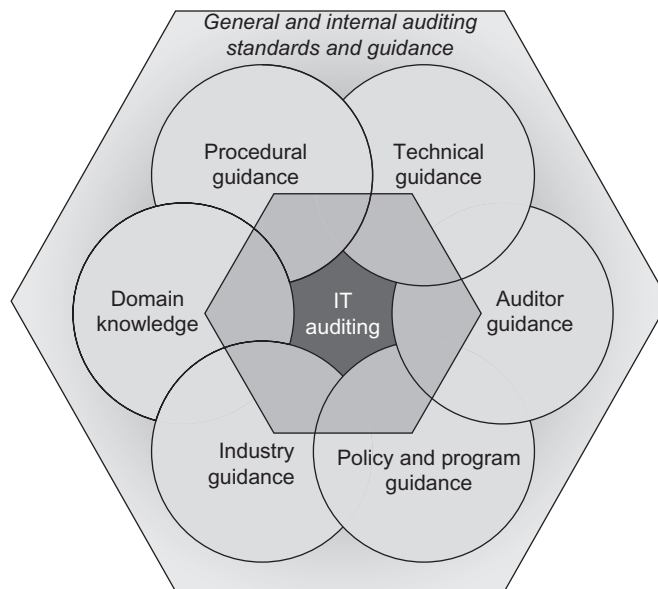 General and internal auditing
standards and guidance
Procedural
guidance
Technical
guidance
Domain
knowledge
IT
auditing
Auditor
guidance
Industry
guidance
Policy and program
guidance